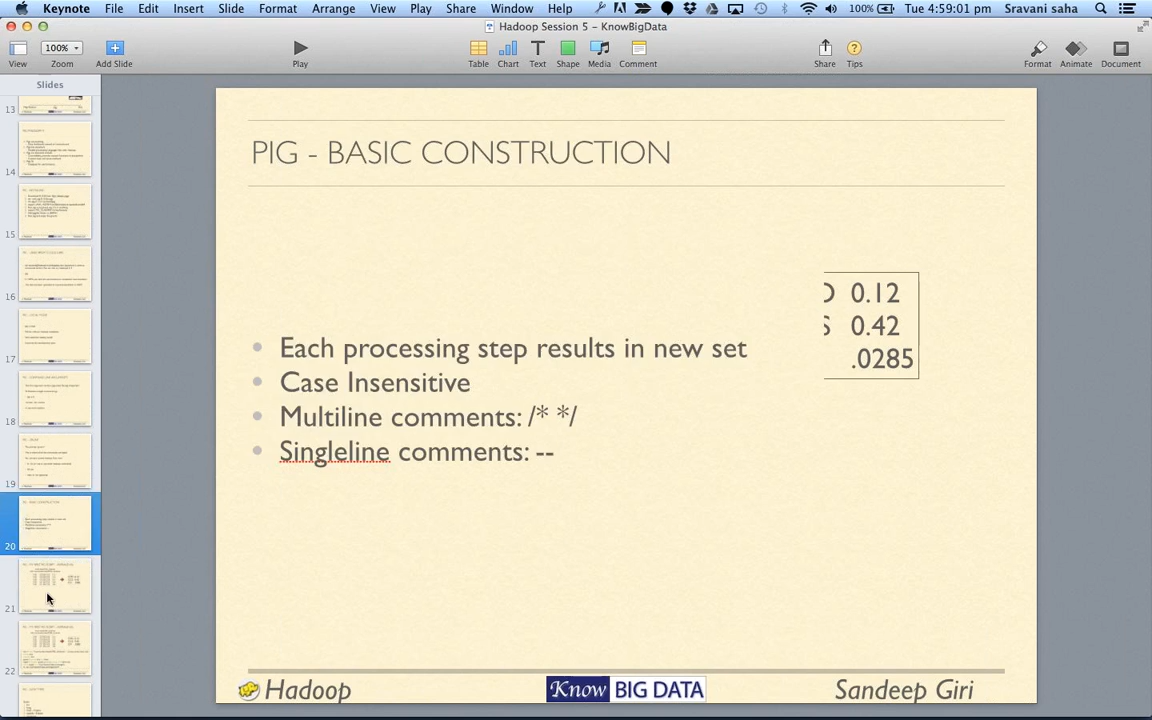 Keynote File Edit Insert Slide Format Arrange View Play Share Window Help 100% Tue 4:59:01 pm Sravani saha
Hadoop Session 5 – KnowBigData
100%
View Zoom Add Slide Play Table Chart Text Shape Media Comment Share Tips Format Animate Document
Slides
13
14
15
16
17
18
19
20
21
22
PIG - BASIC CONSTRUCTION
0.12
S 0.42
.0285
• Each processing step results in new set
• Case Insensitive
• Multiline comments: /* */
• Singleline comments: --
Hadoop Know BIG DATA Sandeep Giri